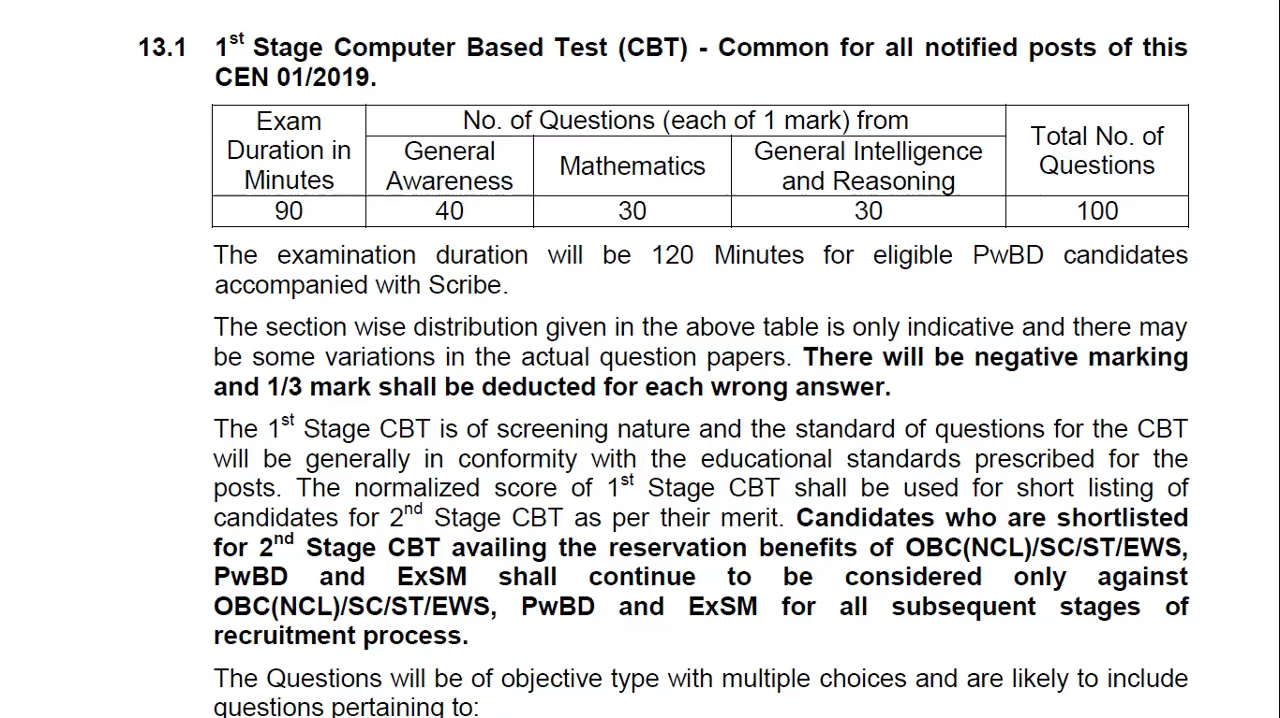 13.1 1st Stage Computer Based Test (CBT) - Common for all notified posts of this
CEN 01/2019.
Exam Duration in Minutes
No. of Questions (each of 1 mark) from
Total No. of Questions
General Awareness
Mathematics
General Intelligence and Reasoning
90 40 30 30 100
The examination duration will be 120 Minutes for eligible PwBD candidates
accompanied with Scribe.
The section wise distribution given in the above table is only indicative and there may
be some variations in the actual question papers. There will be negative marking
and 1/3 mark shall be deducted for each wrong answer.
The 1st Stage CBT is of screening nature and the standard of questions for the CBT
will be generally in conformity with the educational standards prescribed for the
posts. The normalized score of 1st Stage CBT shall be used for short listing of
candidates for 2nd Stage CBT as per their merit. Candidates who are shortlisted
for 2nd Stage CBT availing the reservation benefits of OBC(NCL)/SC/ST/EWS,
PwBD and ExSM shall continue to be considered only against
OBC(NCL)/SC/ST/EWS, PwBD and ExSM for all subsequent stages of
recruitment process.
The Questions will be of objective type with multiple choices and are likely to include
questions pertaining to: